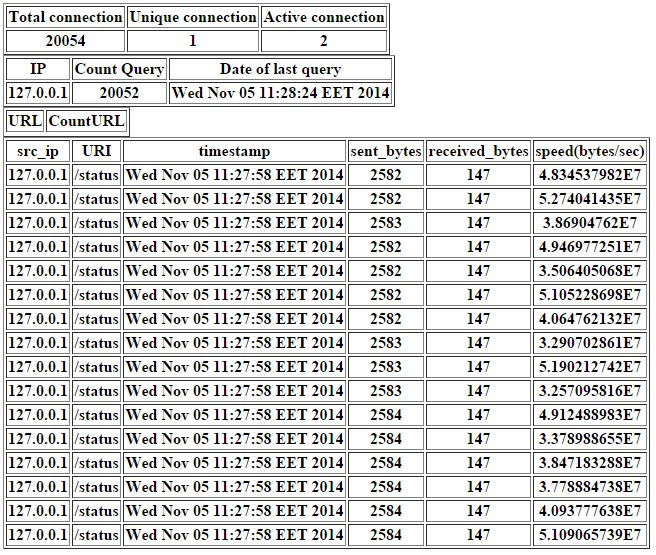 Total connection Unique connection Active connection
20054 1 2
IP Count Query Date of last query
127.0.0.1 20052 Wed Nov 05 11:28:24 EET 2014
URL CountURL
src_ip URI timestamp sent_bytes received_bytes speed(bytes/sec)
127.0.0.1 /status Wed Nov 05 11:27:58 EET 2014 2582 147 4.834537982E7
127.0.0.1 /status Wed Nov 05 11:27:58 EET 2014 2582 147 5.274041435E7
127.0.0.1 /status Wed Nov 05 11:27:58 EET 2014 2583 147 3.86904762E7
127.0.0.1 /status Wed Nov 05 11:27:58 EET 2014 2582 147 4.946977251E7
127.0.0.1 /status Wed Nov 05 11:27:58 EET 2014 2582 147 3.506405068E7
127.0.0.1 /status Wed Nov 05 11:27:58 EET 2014 2582 147 5.105228698E7
127.0.0.1 /status Wed Nov 05 11:27:58 EET 2014 2582 147 4.064762132E7
127.0.0.1 /status Wed Nov 05 11:27:58 EET 2014 2583 147 3.290702861E7
127.0.0.1 /status Wed Nov 05 11:27:58 EET 2014 2583 147 5.190212742E7
127.0.0.1 /status Wed Nov 05 11:27:58 EET 2014 2583 147 3.257095816E7
127.0.0.1 /status Wed Nov 05 11:27:58 EET 2014 2584 147 4.912488983E7
127.0.0.1 /status Wed Nov 05 11:27:58 EET 2014 2584 147 3.378988655E7
127.0.0.1 /status Wed Nov 05 11:27:58 EET 2014 2584 147 3.847183288E7
127.0.0.1 /status Wed Nov 05 11:27:58 EET 2014 2584 147 3.778884738E7
127.0.0.1 /status Wed Nov 05 11:27:58 EET 2014 2584 147 4.093777638E7
127.0.0.1 /status Wed Nov 05 11:27:58 EET 2014 2584 147 5.109065739E7